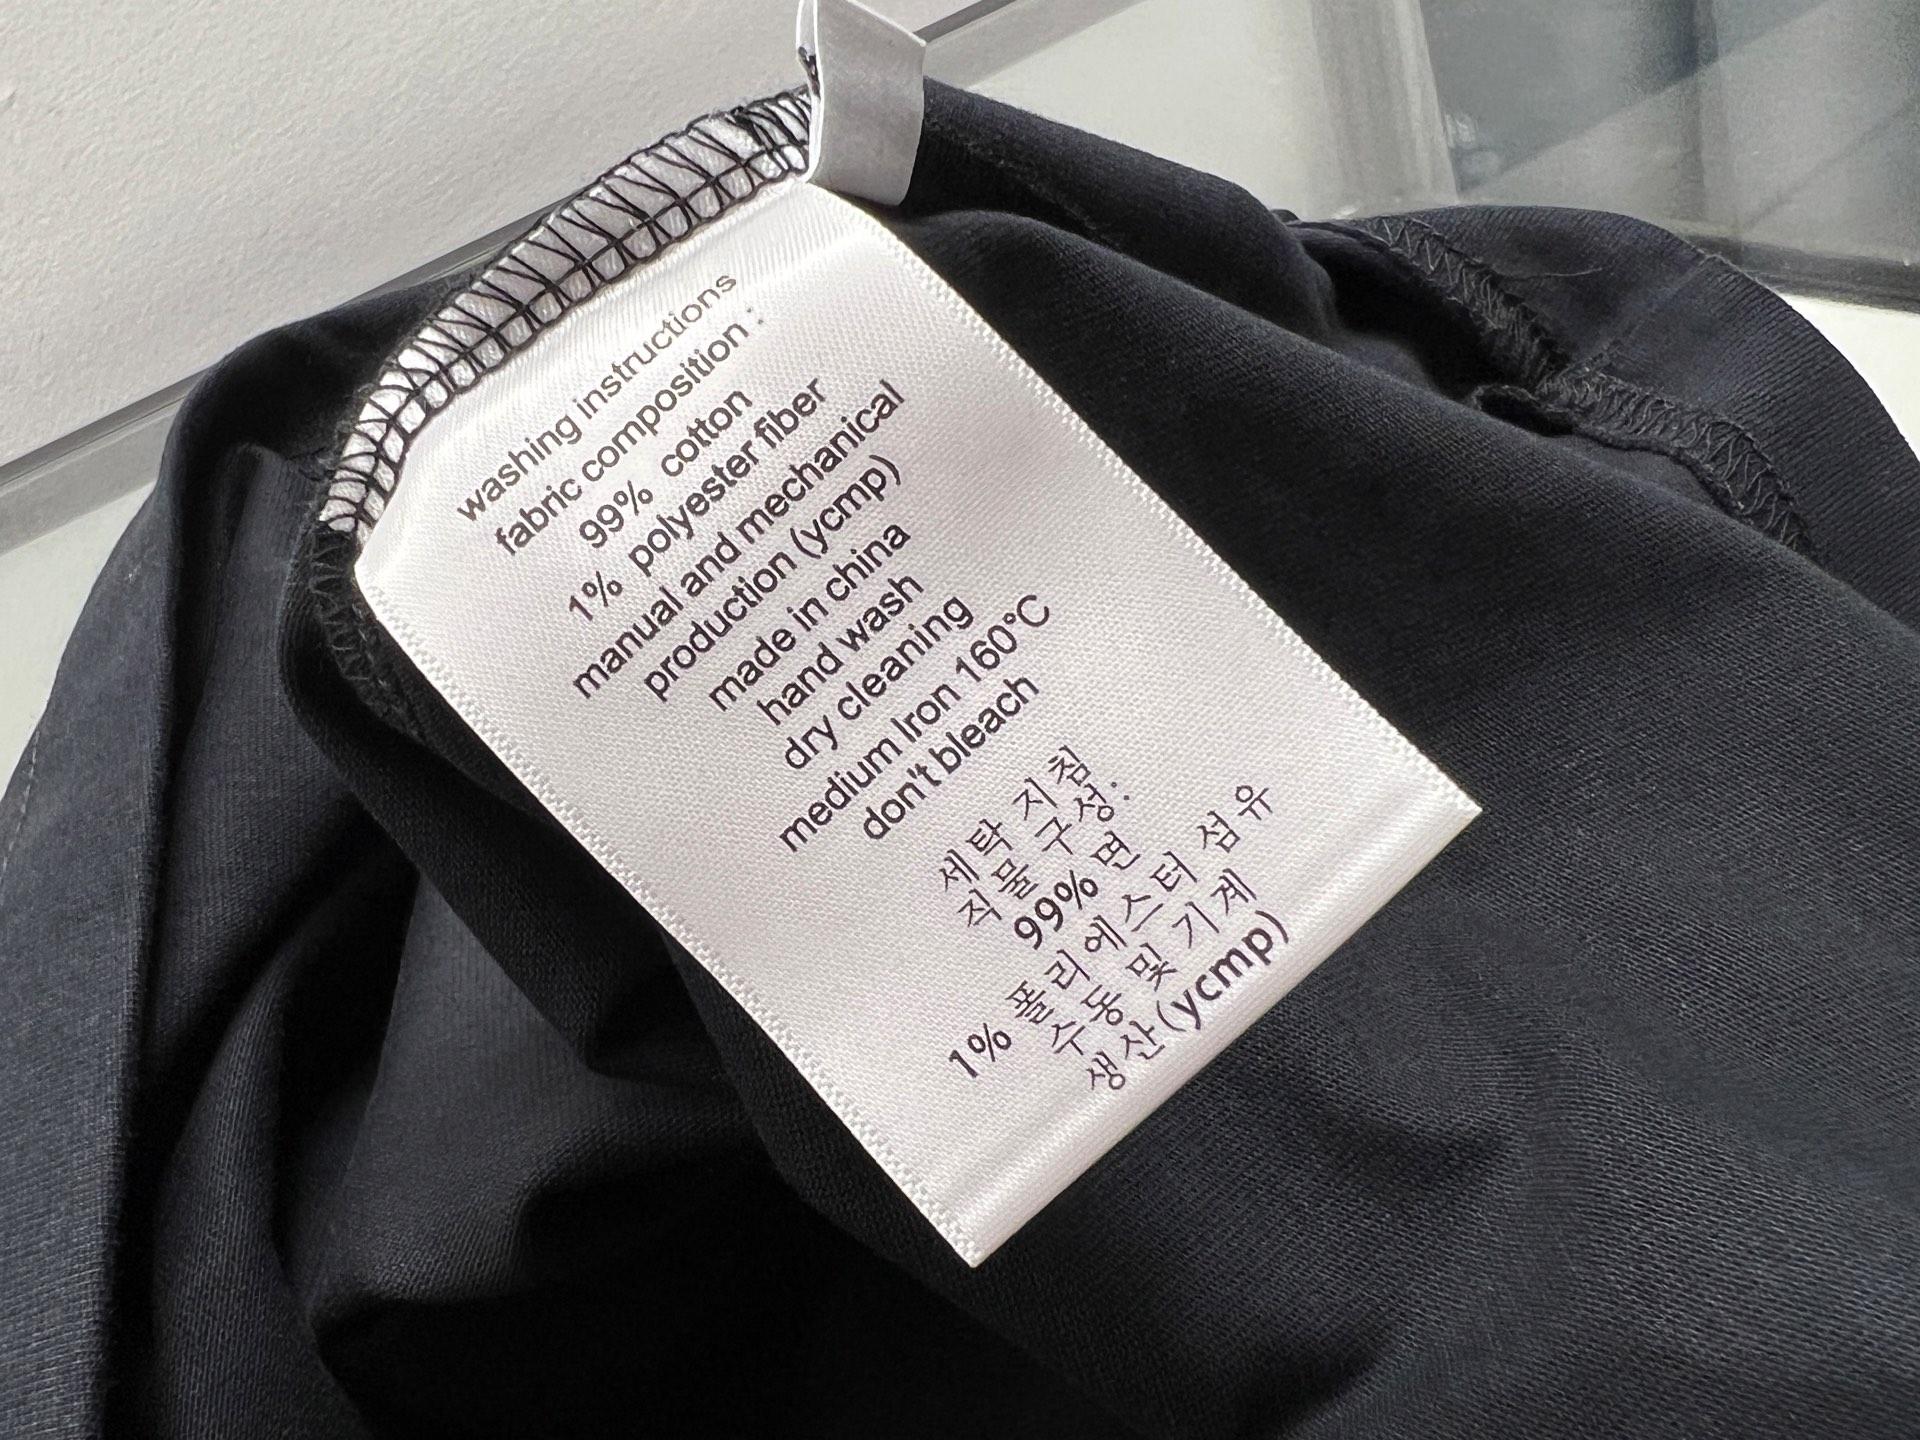 washing instructions
fabric composition :
99% cotton
1% polyester fiber
manual and mechanical
production (ycmp)
made in china
hand wash
dry cleaning
medium Iron 160°C
don't bleach
세탁 지침
직물 구성:
99% 면
1% 폴리에스터 섬유
수동 및 기계
생산(ycmp)